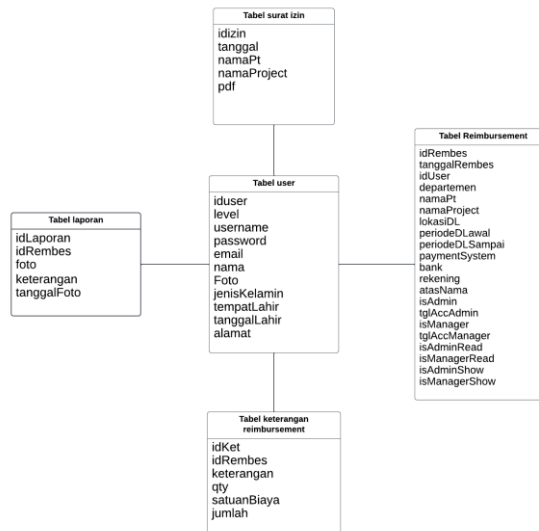 Tabel surat izin
idizin
tanggal
namaPt
namaProject
pdf
Tabel Reimbursement
idRembes
tanggalRembes
idUser
departemen
namaPt
namaProject
lokasiDL
periodeDLawal
periodeDLSampai
paymentSystem
bank
rekening
atasNama
isAdmin
tglAccAdmin
isManager
tglAccManager
isAdminRead
isManagerRead
isAdminShow
isManagerShow
Tabel user
iduser
level
username
password
email
nama
Foto
jenisKelamin
tempatLahir
tanggalLahir
alamat
Tabel laporan
idLaporan
idRembes
foto
keterangan
tanggalFoto
Tabel keterangan
reimbursement
idKet
idRembes
keterangan
qty
satuanBiaya
jumlah